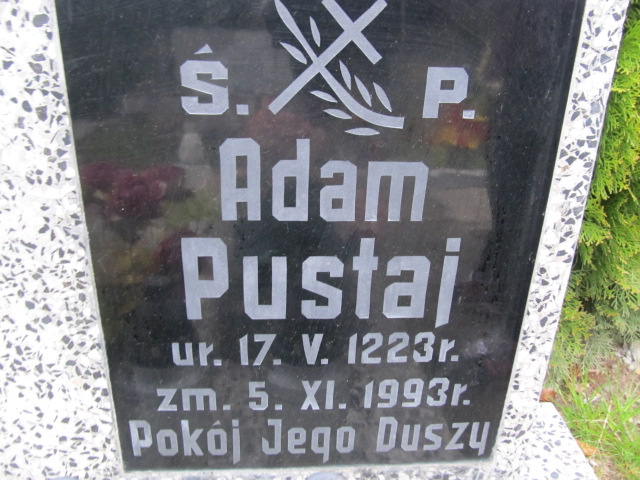 Ś. P.
Adam
Pustaj
ur. 17. V. 1223r.
zm. 5. XI. 1993r.
Pokój Jego Duszy